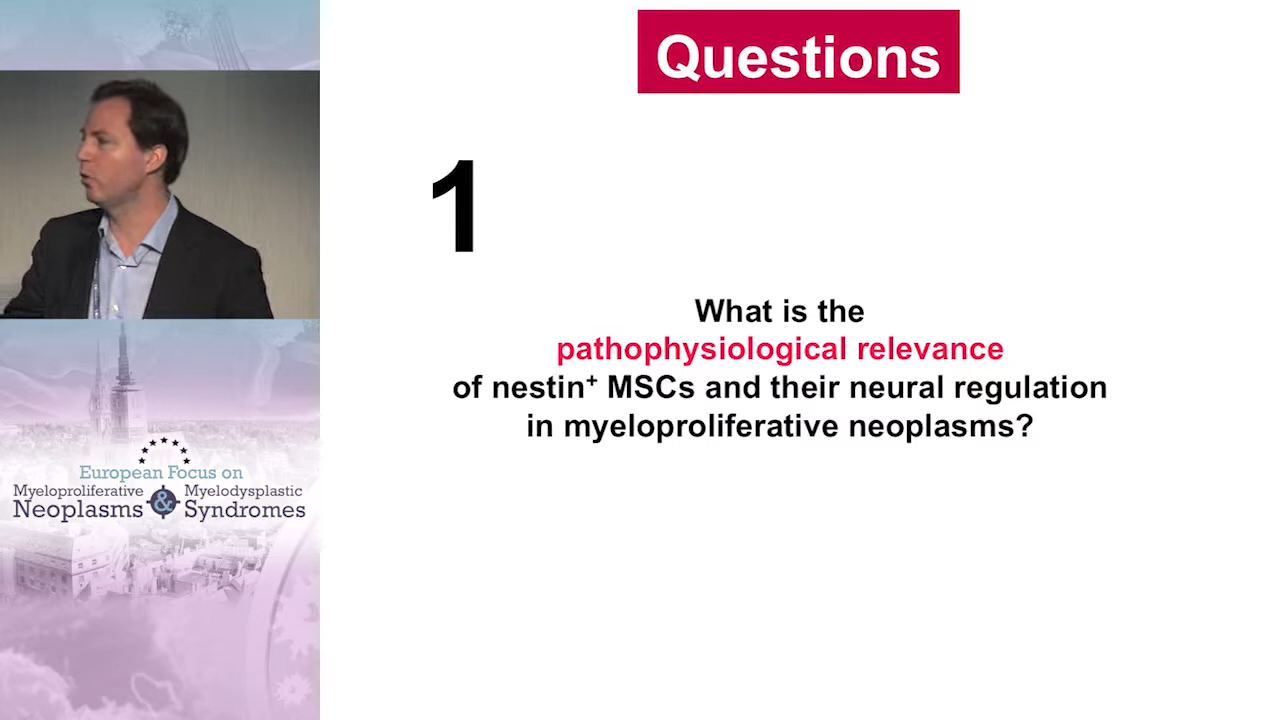 Questions
1
What is the
pathophysiological relevance
of nestin⁺ MSCs and their neural regulation
in myeloproliferative neoplasms?
European Focus on
Myeloproliferative Myelodysplastic
Neoplasms & Syndromes